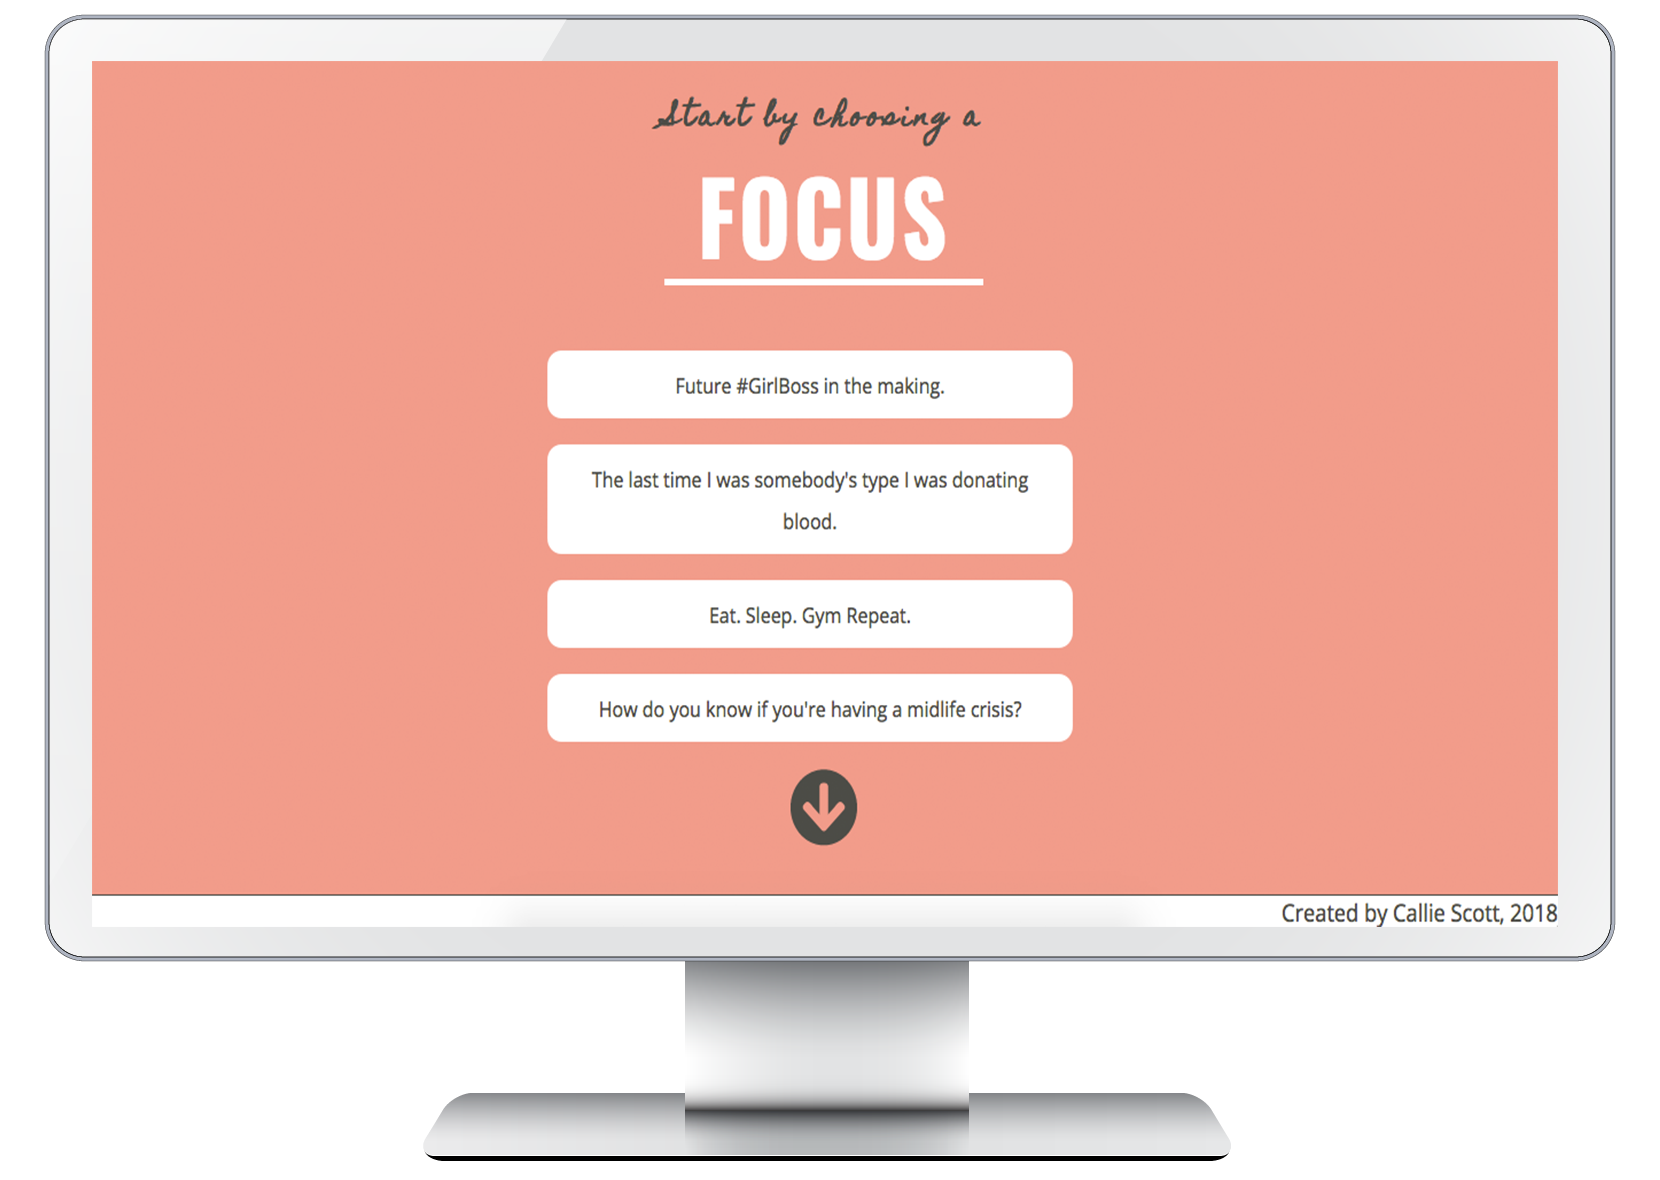 Start by choosing a
FOCUS
Future #GirlBoss in the making.
The last time I was somebody's type I was donating
blood.
Eat. Sleep. Gym Repeat.
How do you know if you're having a midlife crisis?
Created by Callie Scott, 2018